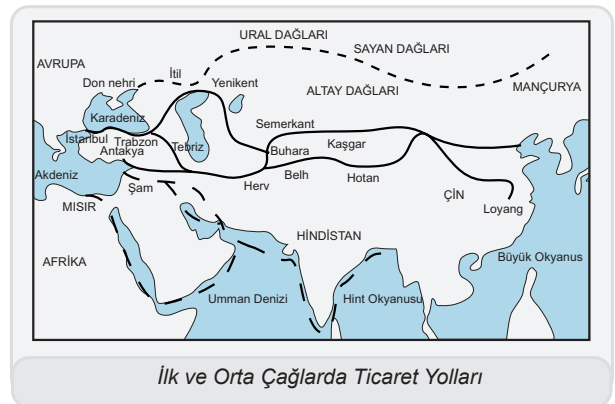 URAL DAĞLARI
SAYAN DAĞLARI
AVRUPA
İtil
Don nehri
Yenikent
ALTAY DAĞLARI
MANÇURYA
Karadeniz
Semerkant
İstanbul
Trabzon
Tebriz
Kaşgar
Antakya
Buhara
Akdeniz
Şam
Herv
Belh
Hotan
ÇİN
MISIR
Loyang
HİNDİSTAN
AFRİKA
Büyük Okyanus
Umman Denizi
Hint Okyanusu
İlk ve Orta Çağlarda Ticaret Yolları